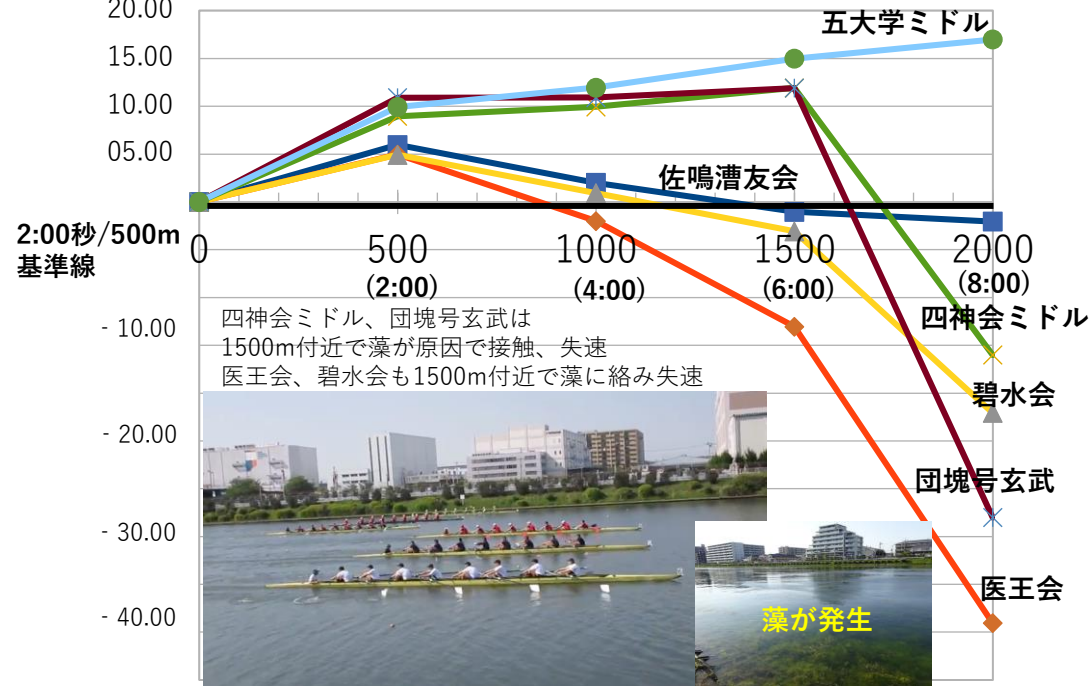 20.00
五大学ミドル
15.00
10.00
05.00
佐鳴漕友会
2:00秒/500m
基準線
0
500
1000
1500
2000
(2:00)
(4:00)
(6:00)
(8:00)
四神会ミドル
- 10.00
四神会ミドル、団塊号玄武は
1500m付近で藻が原因で接触、失速
医王会、碧水会も1500m付近で藻に絡み失速
碧水会
- 20.00
団塊号玄武
- 30.00
医王会
藻が発生
- 40.00